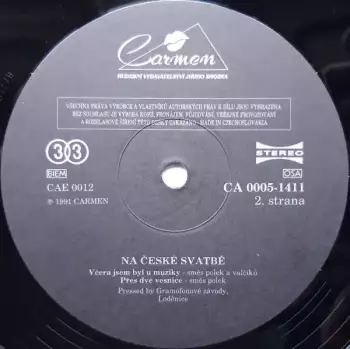 Carmen
HUDEBNÍ VYDAVATELSTVÍ JIŘÍHO BROŽKA
VŠECHNA PRÁVA VÝROBCE A VLASTNÍKŮ AUTORSKÝCH PRÁV K DÍLU JSOU VYHRAZENA
BEZ SOUHLASU JE VÝROBA KOPIÍ, PRONÁJEM, PŮJČOVÁNÍ, VEŘEJNÉ PROVOZOVÁNÍ
A ROZHLASOVÉ ŠÍŘENÍ TÉTO DESKY ZAKÁZÁNO - MADE IN CZECHOSLOVAKIA
33
STEREO
BIEM
OSA
CAE 0012
CA 0005-1411
℗ 1991 CARMEN
2. strana
NA ČESKÉ SVATBĚ
Včera jsem byl u muziky - směs polek a valčíků
Přes dvě vesnice - směs polek
Pressed by Gramofonové závody,
Loděnice